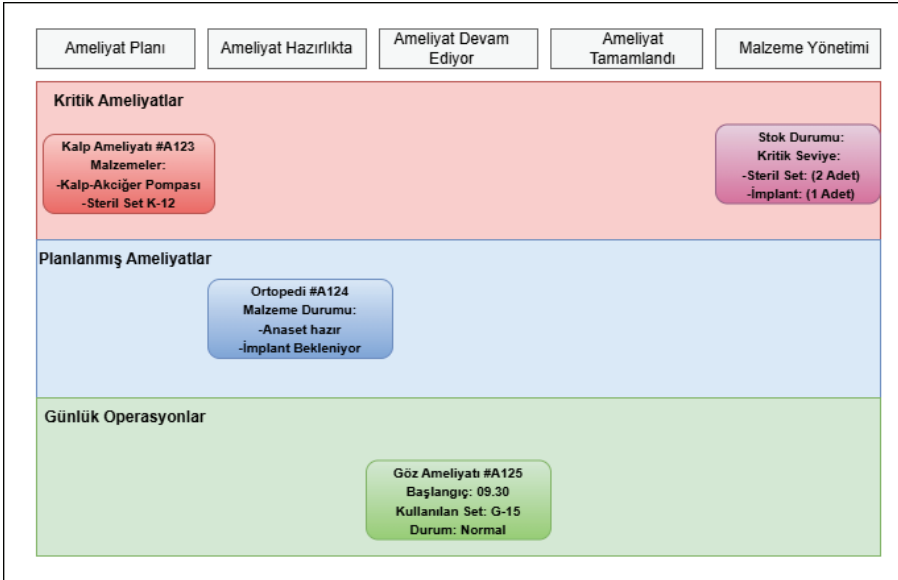 Ameliyat Planı
Ameliyat Hazırlıkta
Ameliyat Devam
Ediyor
Ameliyat
Tamamlandı
Malzeme Yönetimi
Kritik Ameliyatlar
Kalp Ameliyatı #A123
Malzemeler:
-Kalp-Akciğer Pompası
-Steril Set K-12
Stok Durumu:
Kritik Seviye:
-Steril Set: (2 Adet)
-İmplant: (1 Adet)
Planlanmış Ameliyatlar
Ortopedi #A124
Malzeme Durumu:
-Anaset hazır
-İmplant Bekleniyor
Günlük Operasyonlar
Göz Ameliyatı #A125
Başlangıç: 09.30
Kullanılan Set: G-15
Durum: Normal